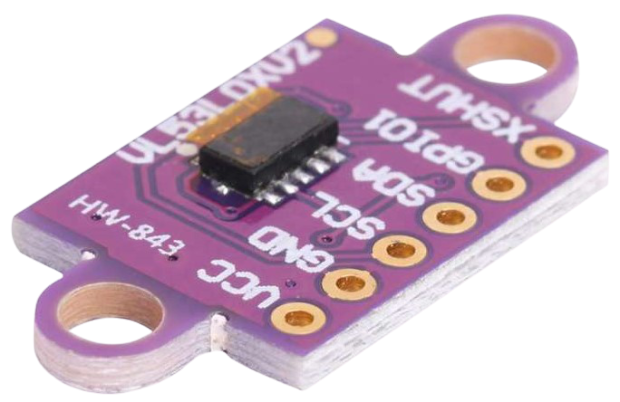 VL53L0XV2
HW-843
XSHUT
GPIO1
SDA
SCL
GND
VCC